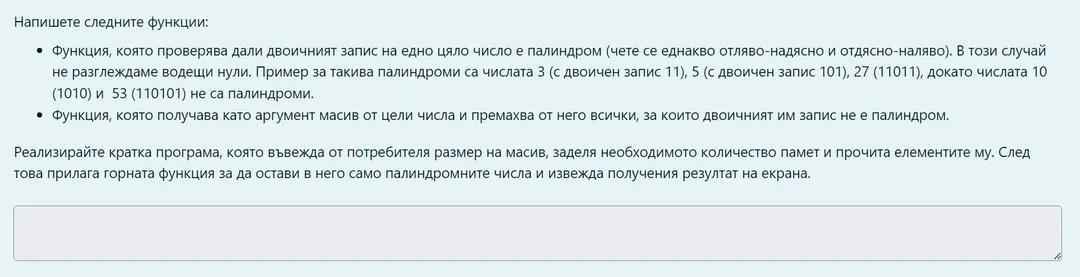 Напишете следните функции:
• Функция, която проверява дали двоичният запис на едно цяло число е палиндром (чете се еднакво отляво-надясно и отдясно-наляво). В този случай
не разглеждаме водещи нули. Пример за такива палиндроми са числата 3 (с двоичен запис 11), 5 (с двоичен запис 101), 27 (11011), докато числата 10
(1010) и 53 (110101) не са палиндроми.
• Функция, която получава като аргумент масив от цели числа и премахва от него всички, за които двоичният им запис не е палиндром.
Реализирайте кратка програма, която въвежда от потребителя размер на масив, заделя необходимото количество памет и прочита елементите му. След
това прилага горната функция за да остави в него само палиндромните числа и извежда получения резултат на екрана.